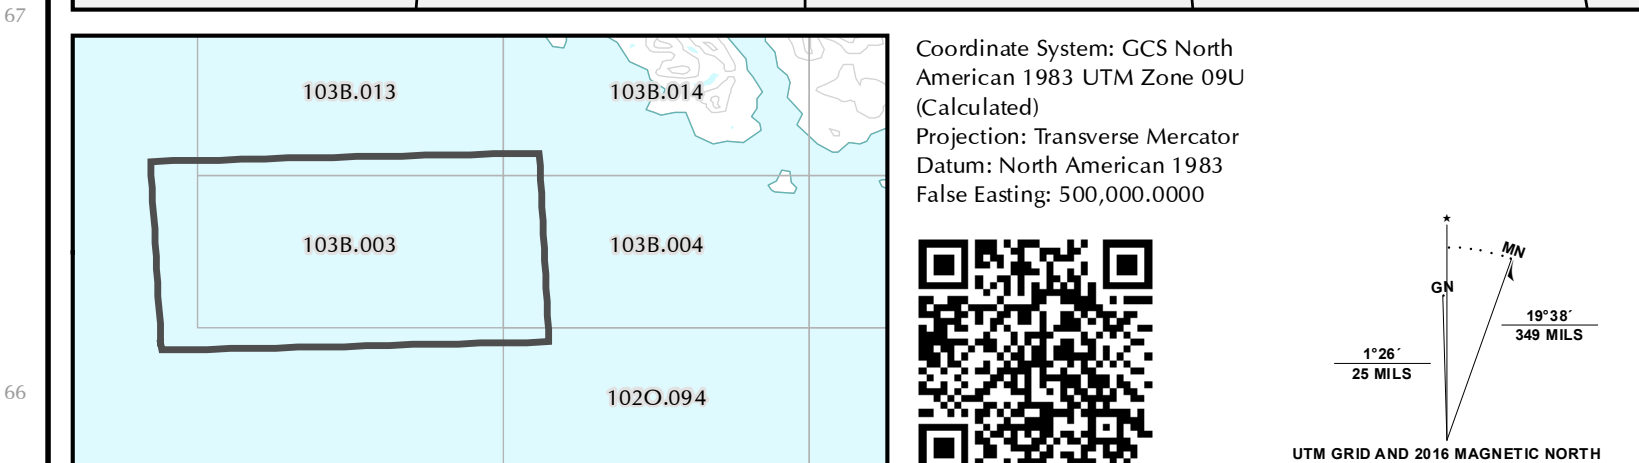 67
103B.013
103B.014
103B.003
103B.004
102O.094
66
Coordinate System: GCS North
American 1983 UTM Zone 09U
(Calculated)
Projection: Transverse Mercator
Datum: North American 1983
False Easting: 500,000.0000
MN
GN
19°38´
349 MILS
1°26´
25 MILS
UTM GRID AND 2016 MAGNETIC NORTH